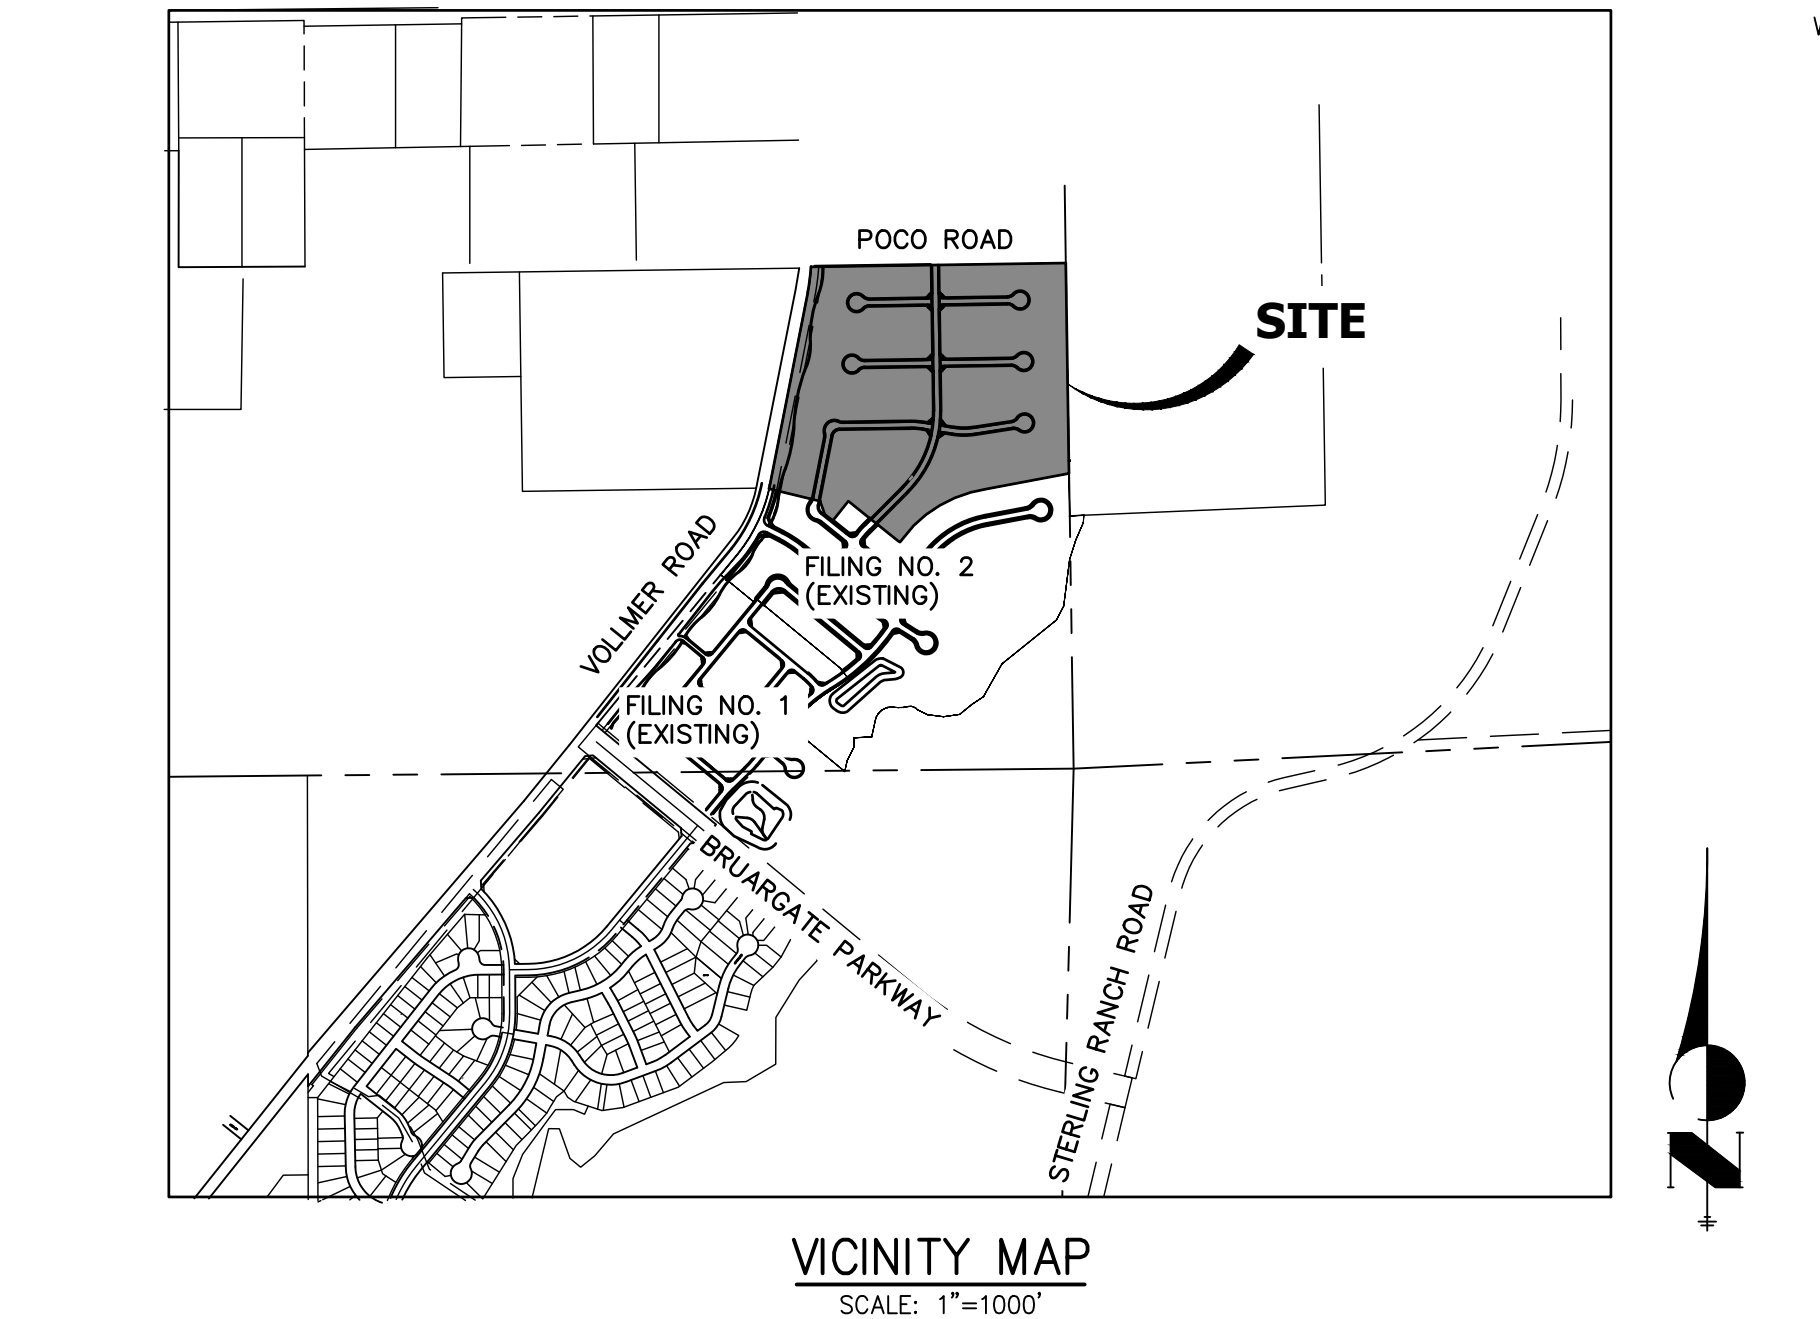 POCO ROAD
SITE
VOLLMER ROAD
FILING NO. 2
(EXISTING)
FILING NO. 1
(EXISTING)
BRUARGATE PARKWAY
STERLING RANCH ROAD
N
VICINITY MAP
SCALE: 1"=1000'